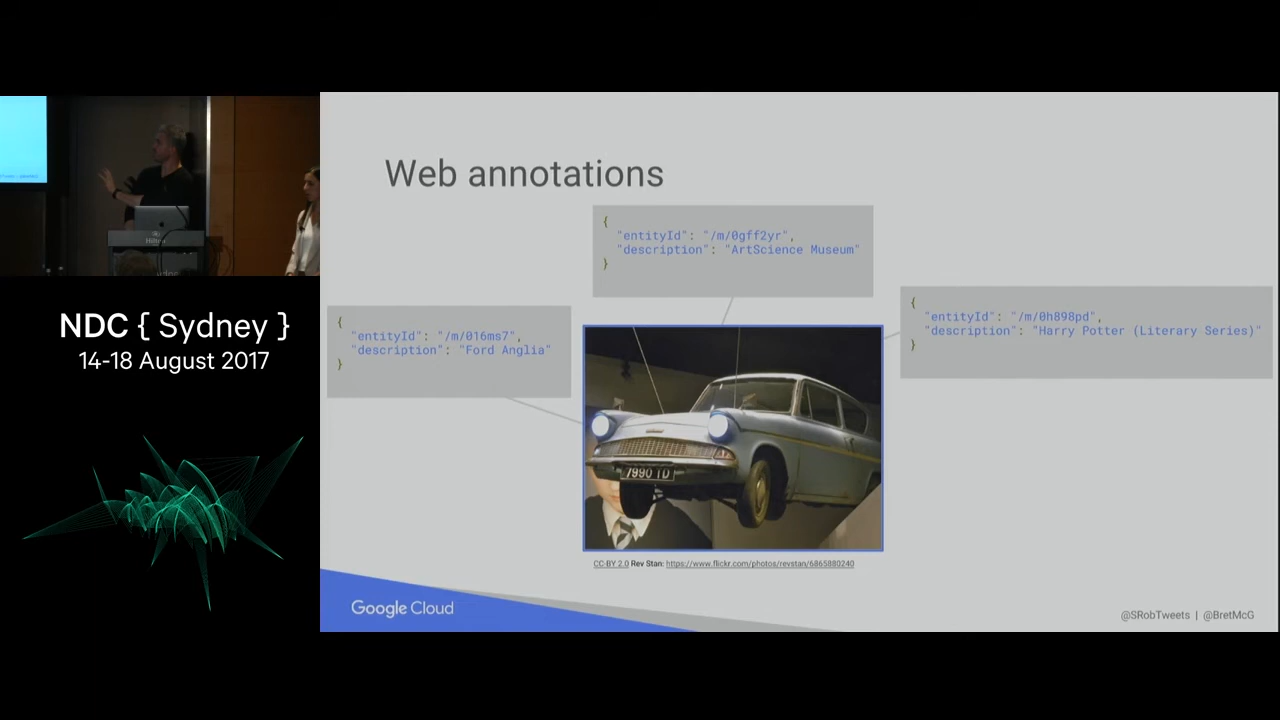 Hilton
NDC { Sydney }
14-18 August 2017
Web annotations
{
"entityId": "/m/0gff2yr",
"description": "ArtScience Museum"
}
{
"entityId": "/m/016ms7",
"description": "Ford Anglia"
}
{
"entityId": "/m/0h898pd",
"description": "Harry Potter (Literary Series)"
}
7990 TD
CC-BY 2.0 Rev Stan: https://www.flickr.com/photos/revstan/6865880240
Google Cloud
@SRobTweets | @BretMcG